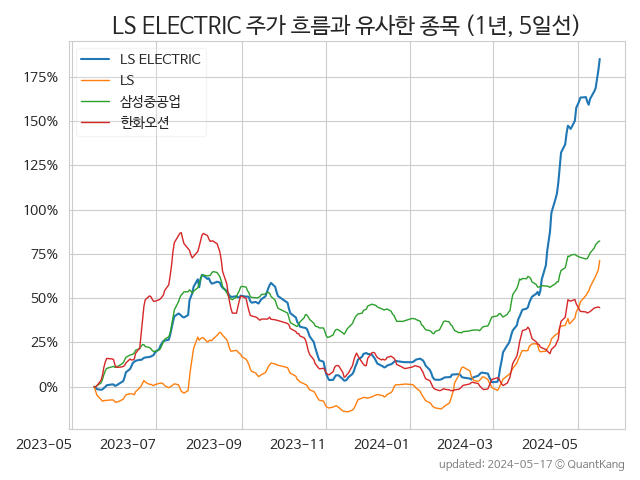 LS ELECTRIC 주가 흐름과 유사한 종목 (1년, 5일선)
LS ELECTRIC
LS
삼성중공업
한화오션
175%
150%
125%
100%
75%
50%
25%
0%
2023-05 2023-07 2023-09 2023-11 2024-01 2024-03 2024-05
updated: 2024-05-17 © QuantKang